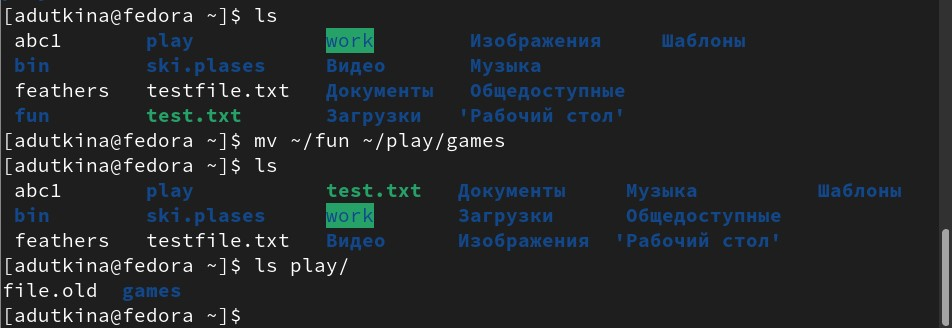 [adutkina@fedora ~]$ ls
abc1 play work Изображения Шаблоны
bin ski.plases Видео Музыка
feathers testfile.txt Документы Общедоступные
fun test.txt Загрузки 'Рабочий стол'
[adutkina@fedora ~]$ mv ~/fun ~/play/games
[adutkina@fedora ~]$ ls
abc1 play test.txt Документы Музыка Шаблоны
bin ski.plases work Загрузки Общедоступные
feathers testfile.txt Видео Изображения 'Рабочий стол'
[adutkina@fedora ~]$ ls play/
file.old games
[adutkina@fedora ~]$